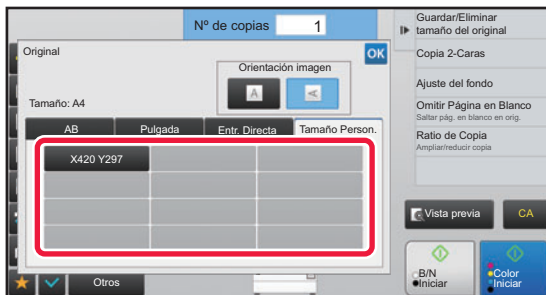 Nº de copias
1
Original
OK
Orientación imagen
A
A
Tamaño: A4
AB
Pulgada
Entr. Directa
Tamaño Person.
X420 Y297
Otros
Guardar/Eliminar
tamaño del original
Copia 2-Caras
Ajuste del fondo
Omitir Página en Blanco
Saltar pág. en blanco en orig.
Ratio de Copia
Ampliar/reducir copia
Vista previa
CA
B/N
Iniciar
Color
Iniciar